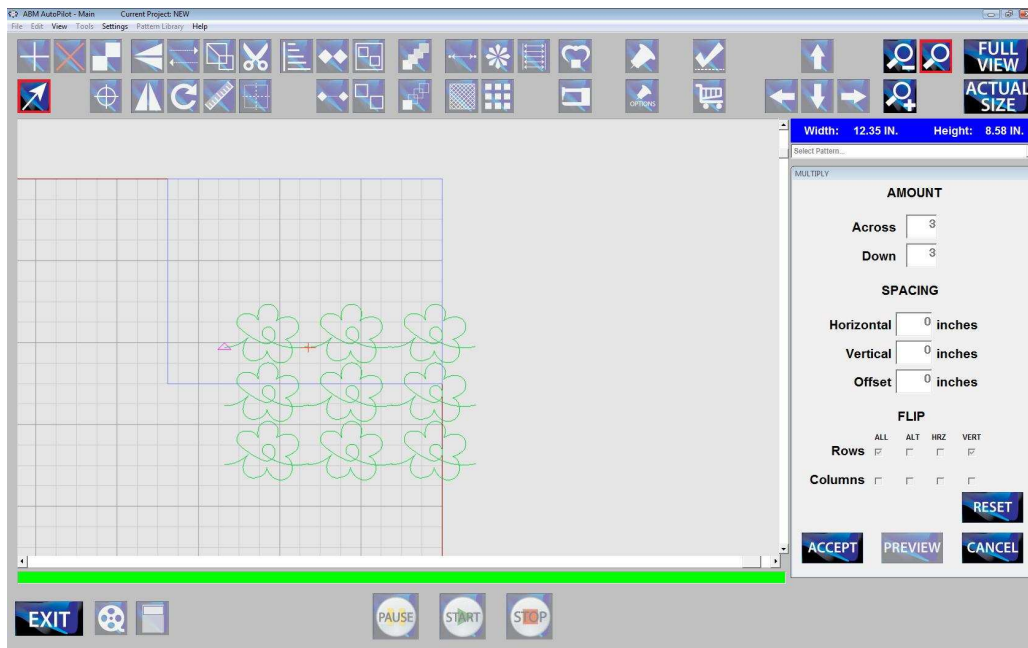 ABM AutoPilot - Main Current Project: NEW
File Edit View Tools Settings Pattern Library Help
FULL VIEW
OPTIONS
ACTUAL SIZE
Width: 12.35 IN. Height: 8.58 IN.
Select Pattern...
MULTIPLY
AMOUNT
Across 3
Down 3
SPACING
Horizontal 0 inches
Vertical 0 inches
Offset 0 inches
FLIP
ALL ALT HRZ VERT
Rows
Columns
RESET
ACCEPT PREVIEW CANCEL
EXIT PAUSE START STOP